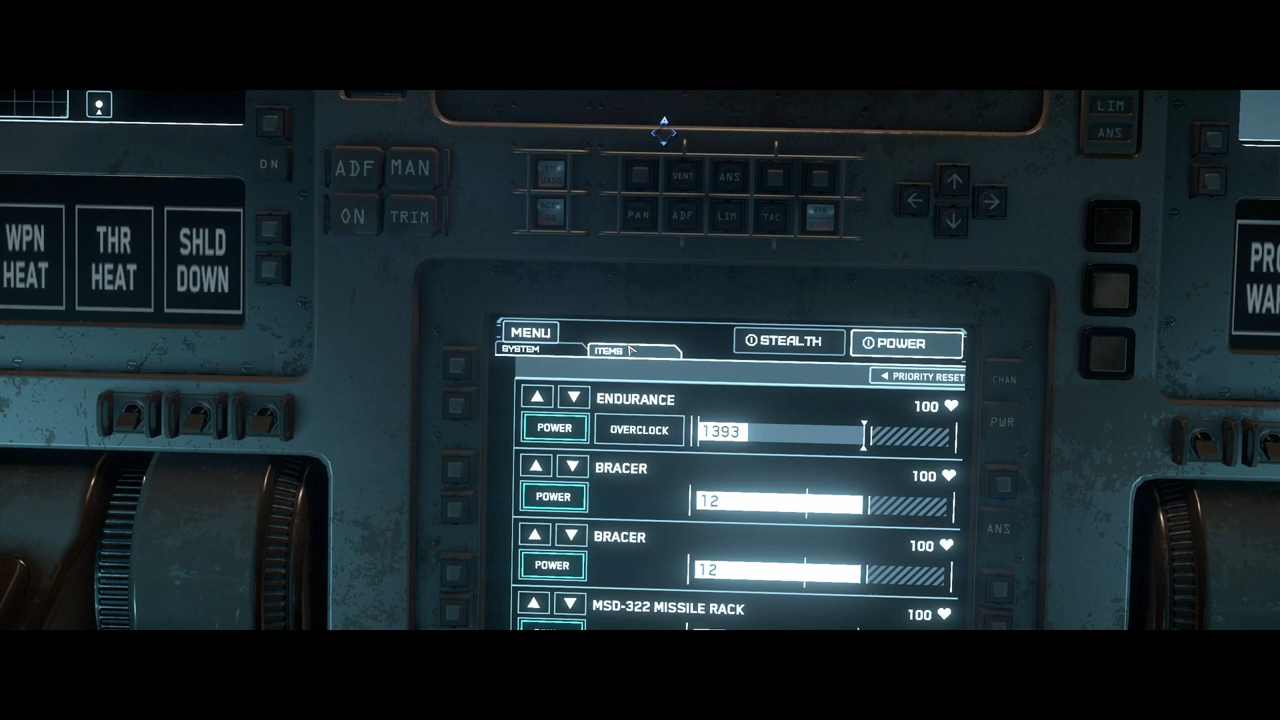 LIM
ANS
ON
ADF MAN
ON TRIM
VENT ANS
PAN ADF LIM TAC
WPN HEAT
THR HEAT
SHLD DOWN
MENU
STEALTH
POWER
SYSTEM
ITEMS
PRIORITY RESET
ENDURANCE
100
POWER
OVERCLOCK
1393
BRACER
100
POWER
12
BRACER
100
POWER
12
MSD-322 MISSILE RACK
100
CHAN
PWR
ANS